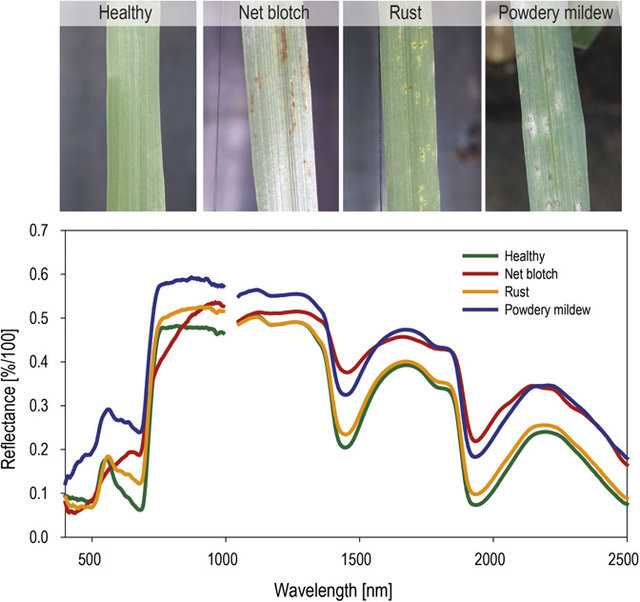 Healthy
Net blotch
Rust
Powdery mildew
0.7
0.6
0.5
0.4
0.3
0.2
0.1
0.0
Reflectance [%/100]
Healthy
Net blotch
Rust
Powdery mildew
500
1000
1500
2000
2500
Wavelength [nm]